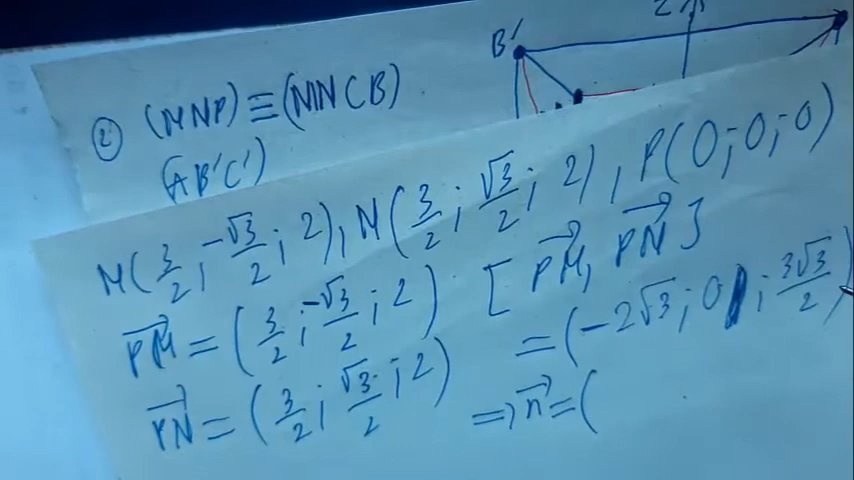 B′ Z
② (MNP) ≡ (MNCB)
(AB′C′)
M(3/2; -√3/2; 2), N(3/2; √3/2; 2), P(0; 0; 0)
PM⃗ = (3/2; -√3/2; 2) [PM⃗, PN⃗]
PN⃗ = (3/2; √3/2; 2) = (-2√3; 0; 3√3/2)
=> n⃗ = (